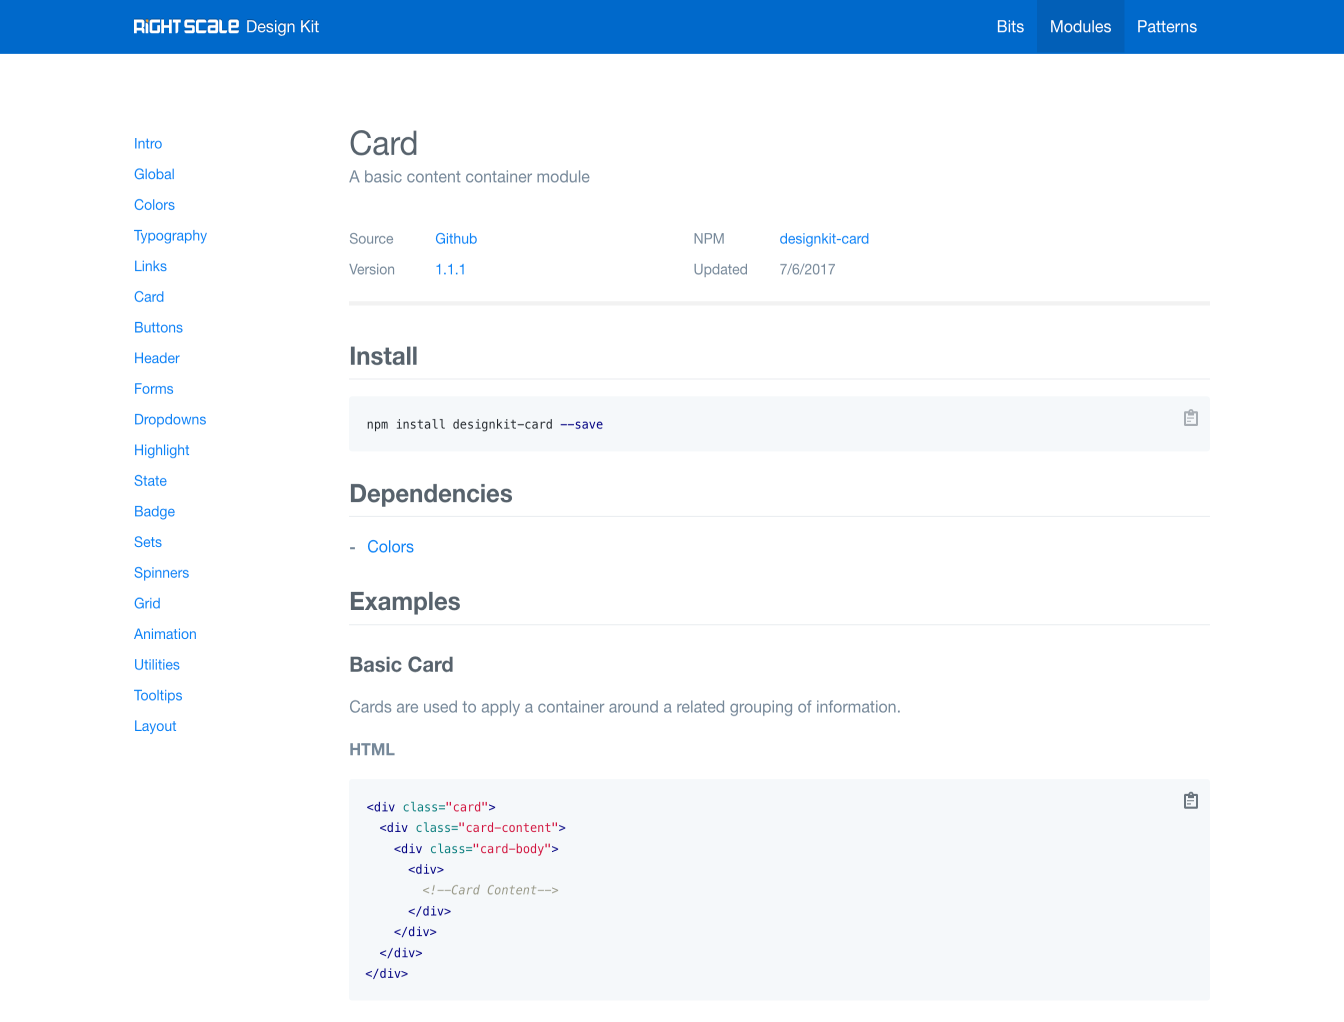 RIGHTSCALE Design Kit
Bits Modules Patterns
Intro
Global
Colors
Typography
Links
Card
Buttons
Header
Forms
Dropdowns
Highlight
State
Badge
Sets
Spinners
Grid
Animation
Utilities
Tooltips
Layout
Card
A basic content container module
Source Github NPM designkit-card
Version 1.1.1 Updated 7/6/2017
Install
npm install designkit-card --save
Dependencies
- Colors
Examples
Basic Card
Cards are used to apply a container around a related grouping of information.
HTML
<div class="card">
  <div class="card-content">
    <div class="card-body">
      <div>
        <!--Card Content-->
      </div>
    </div>
  </div>
</div>